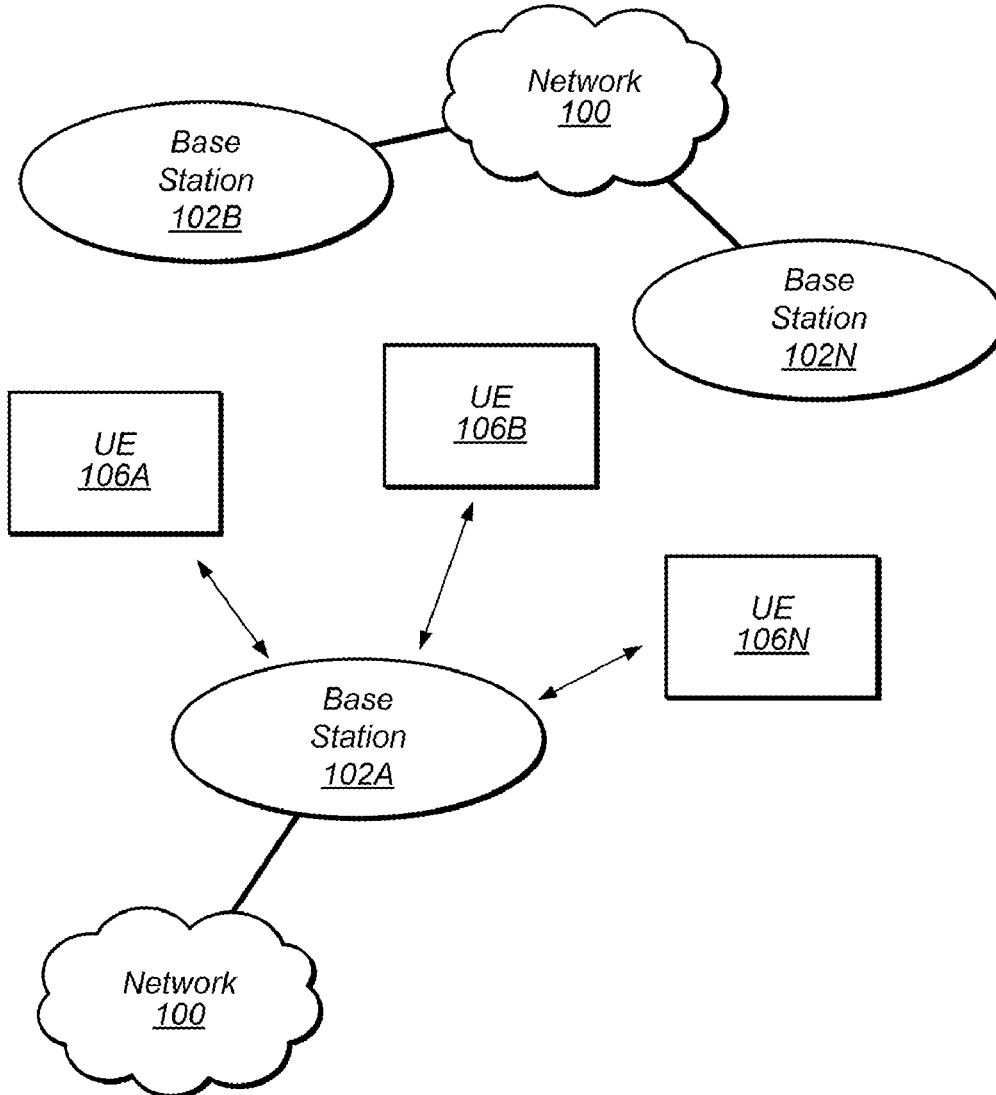 Network
100
Base
Station
102B
Base
Station
102N
UE
106B
UE
106A
UE
106N
Base
Station
102A
Network
100